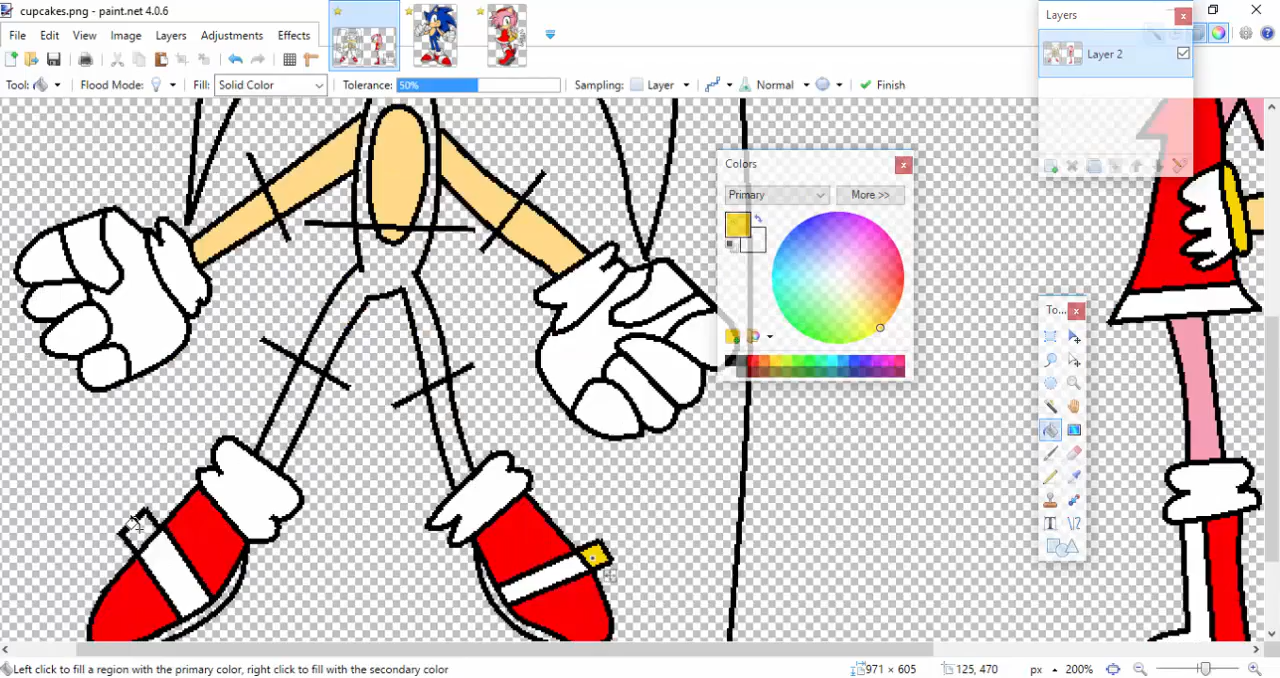 cupcakes.png - paint.net 4.0.6
File Edit View Image Layers Adjustments Effects
Tool: Flood Mode: Fill: Solid Color Tolerance: 50% Sampling: Layer Normal Finish
Layers
Layer 2
Colors
Primary More >>
To...
Left click to fill a region with the primary color, right click to fill with the secondary color 971 × 605 125, 470 px 200%